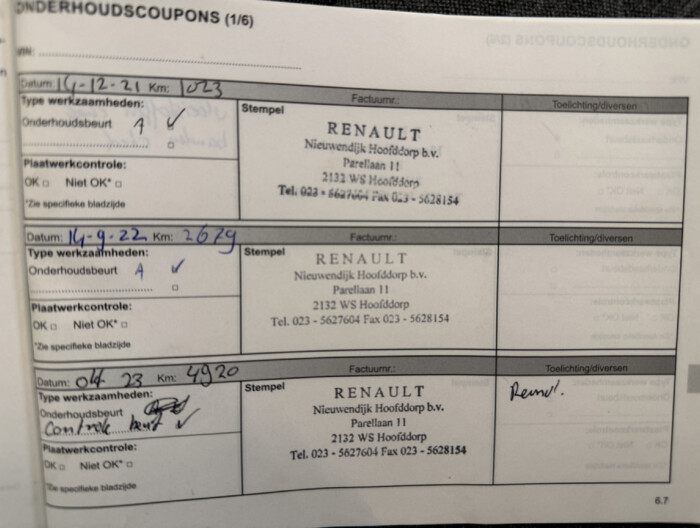 ONDERHOUDSCOUPONS (1/6)
VIN:
Datum: 14-12-21 Km: 1023 Factuurnr.: Toelichting/diversen
Type werkzaamheden:
Onderhoudsbeurt A ✓
Plaatwerkcontrole:
OK □ Niet OK* □
*Zie specifieke bladzijde
Stempel
RENAULT
Nieuwendijk Hoofddorp b.v.
Parellaan 11
2132 WS Hoofddorp
Tel. 023 - 5627604 Fax 023 - 5628154
Datum: 14-9-22 Km: 2679 Factuurnr.: Toelichting/diversen
Type werkzaamheden:
Onderhoudsbeurt A ✓
Plaatwerkcontrole:
OK □ Niet OK* □
*Zie specifieke bladzijde
Stempel
RENAULT
Nieuwendijk Hoofddorp b.v.
Parellaan 11
2132 WS Hoofddorp
Tel. 023 - 5627604 Fax 023 - 5628154
Datum: 04 23 Km: 4920 Factuurnr.: Toelichting/diversen
Type werkzaamheden:
Onderhoudsbeurt
Controle beurt ✓
Plaatwerkcontrole:
OK □ Niet OK* □
*Zie specifieke bladzijde
Stempel
RENAULT
Nieuwendijk Hoofddorp b.v.
Parellaan 11
2132 WS Hoofddorp
Tel. 023 - 5627604 Fax 023 - 5628154
6.7